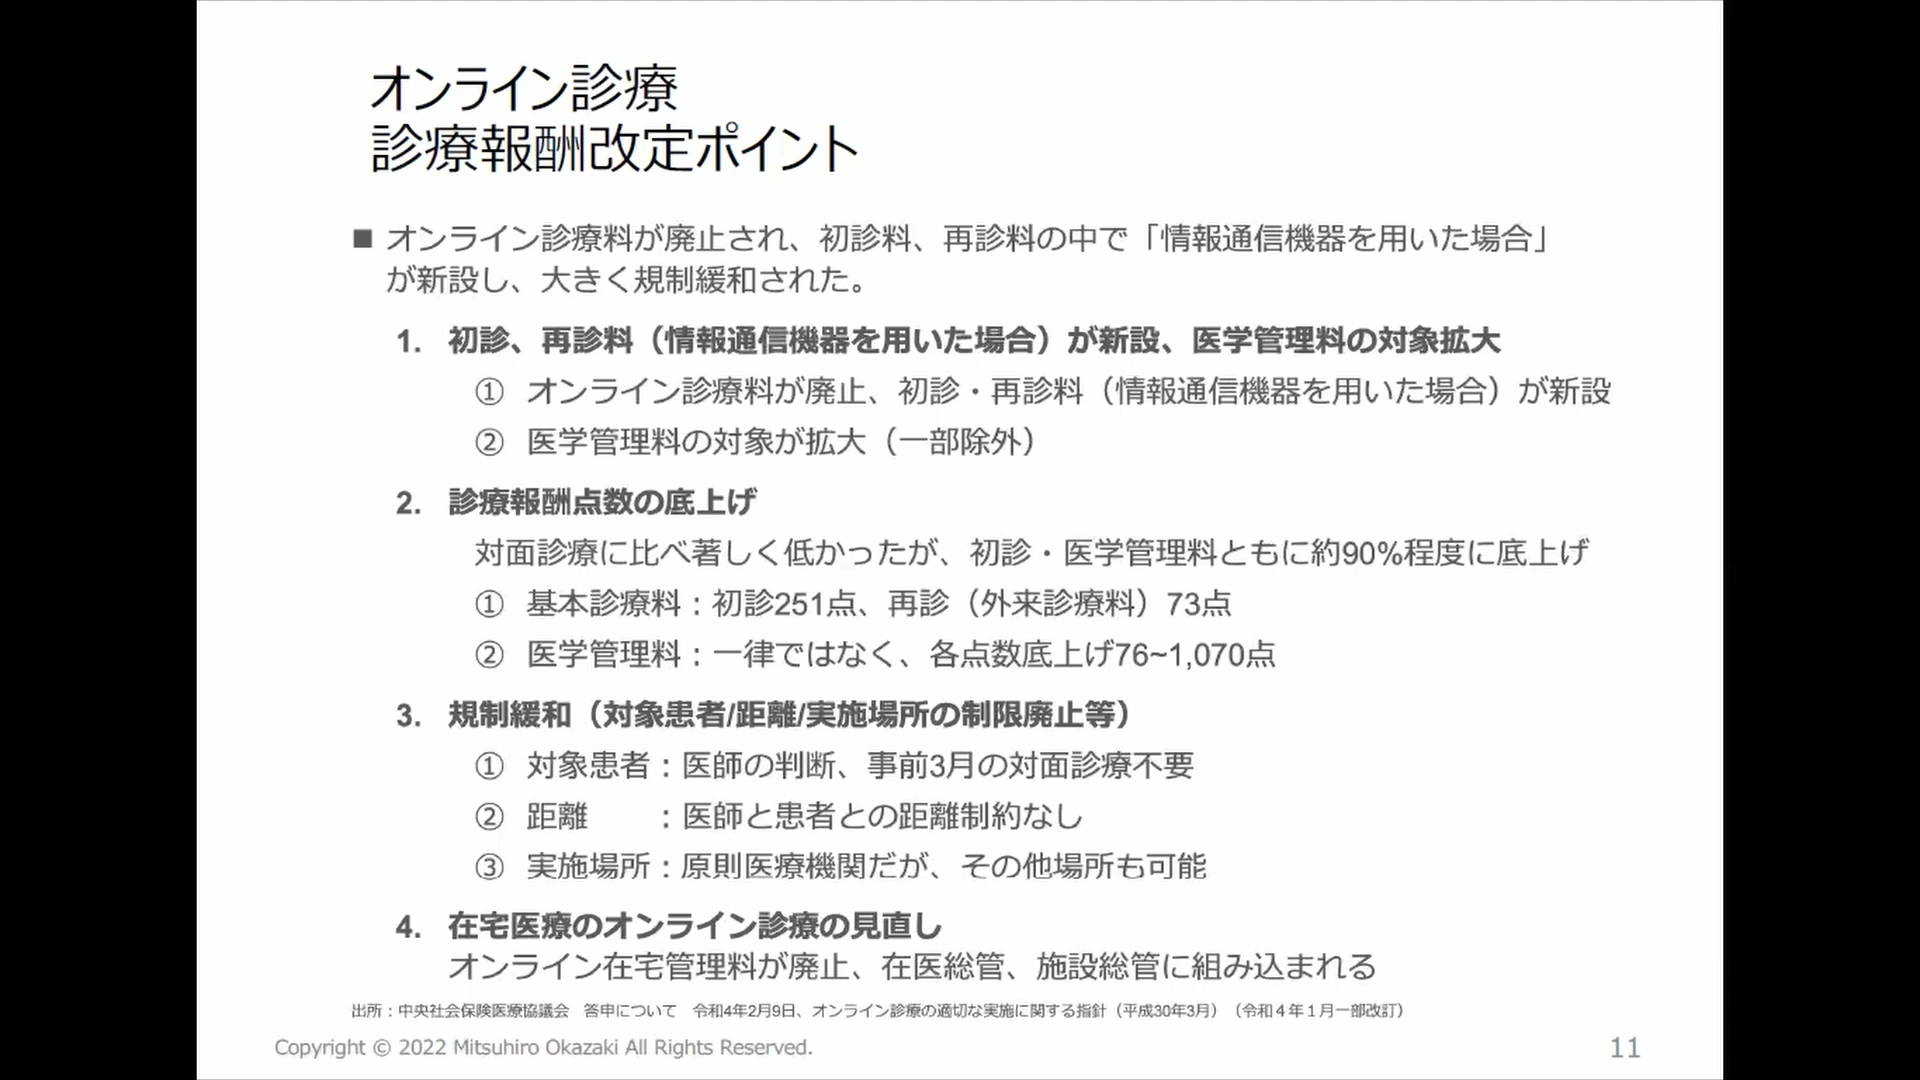 オンライン診療
診療報酬改定ポイント
■ オンライン診療料が廃止され、初診料、再診料の中で「情報通信機器を用いた場合」
が新設し、大きく規制緩和された。
1. 初診、再診料（情報通信機器を用いた場合）が新設、医学管理料の対象拡大
① オンライン診療料が廃止、初診・再診料（情報通信機器を用いた場合）が新設
② 医学管理料の対象が拡大（一部除外）
2. 診療報酬点数の底上げ
対面診療に比べ著しく低かったが、初診・医学管理料ともに約90%程度に底上げ
① 基本診療料：初診251点、再診（外来診療料）73点
② 医学管理料：一律ではなく、各点数底上げ76~1,070点
3. 規制緩和（対象患者/距離/実施場所の制限廃止等）
① 対象患者：医師の判断、事前3月の対面診療不要
② 距離　　：医師と患者との距離制約なし
③ 実施場所：原則医療機関だが、その他場所も可能
4. 在宅医療のオンライン診療の見直し
オンライン在宅管理料が廃止、在医総管、施設総管に組み込まれる
出所：中央社会保険医療協議会　答申について　令和4年2月9日、オンライン診療の適切な実施に関する指針（平成30年3月）（令和４年１月一部改訂）
Copyright © 2022 Mitsuhiro Okazaki All Rights Reserved.
11